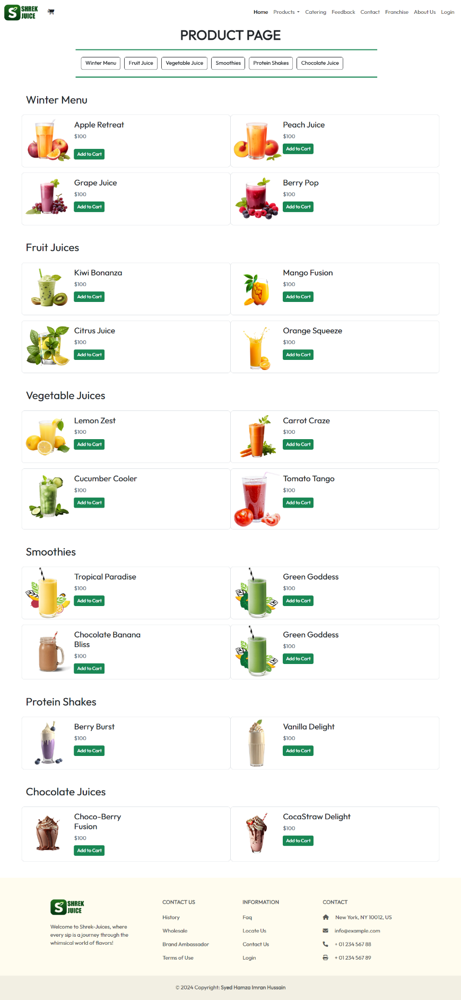 SHREK
JUICE
Home Products Catering Feedback Contact Franchise About Us Login
PRODUCT PAGE
Winter Menu Fruit Juice Vegetable Juice Smoothies Protein Shakes Chocolate Juice
Winter Menu
Apple Retreat
$100
Add to Cart
Peach Juice
$100
Add to Cart
Grape Juice
$100
Add to Cart
Berry Pop
$100
Add to Cart
Fruit Juices
Kiwi Bonanza
$100
Add to Cart
Mango Fusion
$100
Add to Cart
Citrus Juice
$100
Add to Cart
Orange Squeeze
$100
Add to Cart
Vegetable Juices
Lemon Zest
$100
Add to Cart
Carrot Craze
$100
Add to Cart
Cucumber Cooler
$100
Add to Cart
Tomato Tango
$100
Add to Cart
Smoothies
Tropical Paradise
$100
Add to Cart
Green Goddess
$100
Add to Cart
Chocolate Banana
Bliss
$100
Add to Cart
Green Goddess
$100
Add to Cart
Protein Shakes
Berry Burst
$100
Add to Cart
Vanilla Delight
$100
Add to Cart
Chocolate Juices
Choco-Berry
Fusion
$100
Add to Cart
CocaStraw Delight
$100
Add to Cart
SHREK
JUICE
Welcome to Shrek-Juices, where
every sip is a journey through the
whimsical world of flavors!
CONTACT US
History
Wholesale
Brand Ambassador
Terms of Use
INFORMATION
Faq
Locate Us
Contact Us
Login
CONTACT
New York, NY 10012, US
info@example.com
+ 01 234 567 88
+ 01 234 567 89
© 2024 Copyright: Syed Hamza Imran Hussain